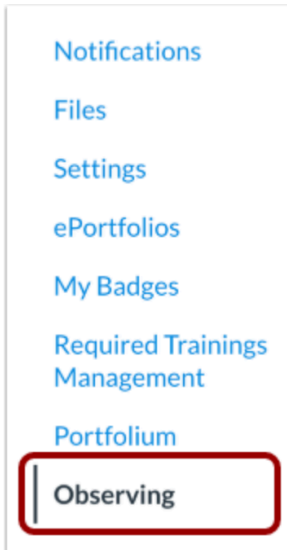 Notifications
Files
Settings
ePortfolios
My Badges
Required Trainings
Management
Portfolium
Observing